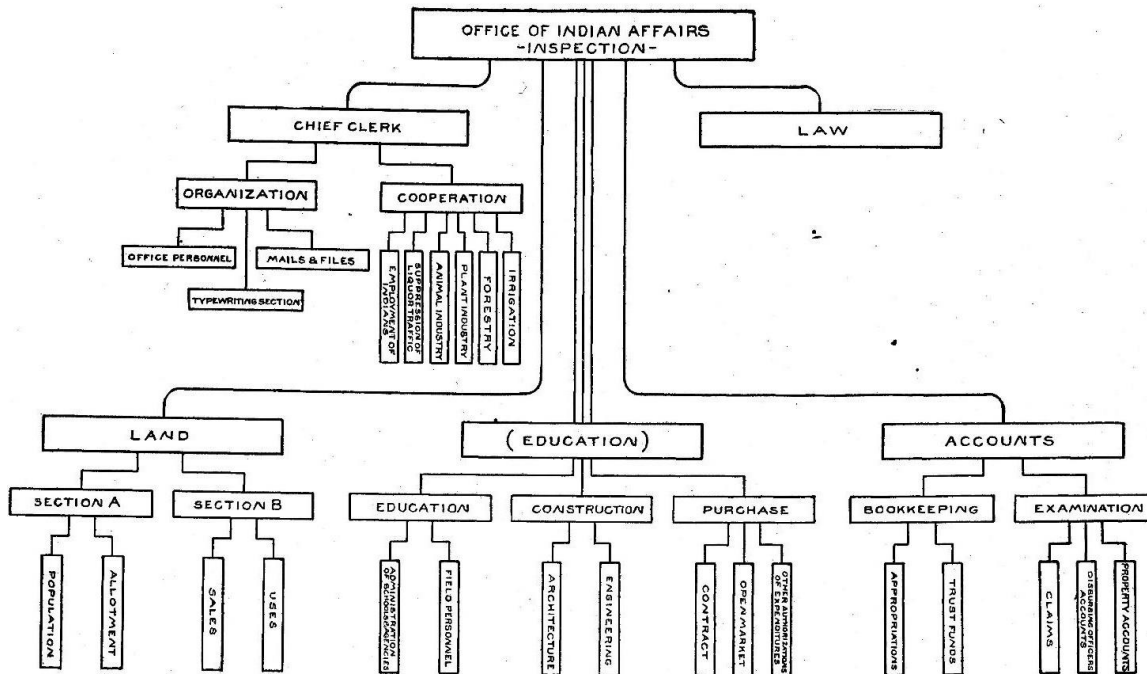 OFFICE OF INDIAN AFFAIRS
-INSPECTION-
CHIEF CLERK
LAW
ORGANIZATION
COOPERATION
OFFICE PERSONNEL
MAILS & FILES
TYPEWRITING SECTION
EMPLOYMENT OF
INDIANS
SUPPRESSION OF
LIQUOR TRAFFIC
ANIMAL INDUSTRY
PLANT INDUSTRY
FORESTRY
IRRIGATION
LAND
(EDUCATION)
ACCOUNTS
SECTION A
SECTION B
EDUCATION
CONSTRUCTION
PURCHASE
BOOKKEEPING
EXAMINATION
POPULATION
ALLOTMENT
SALES
USES
ADMINISTRATION
OF SCHOOLS & AGENCIES
FIELD PERSONNEL
ARCHITECTURE
ENGINEERING
CONTRACT
OPEN MARKET
OTHER AUTHORIZATIONS
OF EXPENDITURES
APPROPRIATIONS
TRUST FUNDS
CLAIMS
DISBURSING OFFICERS
ACCOUNTS
PROPERTY ACCOUNTS